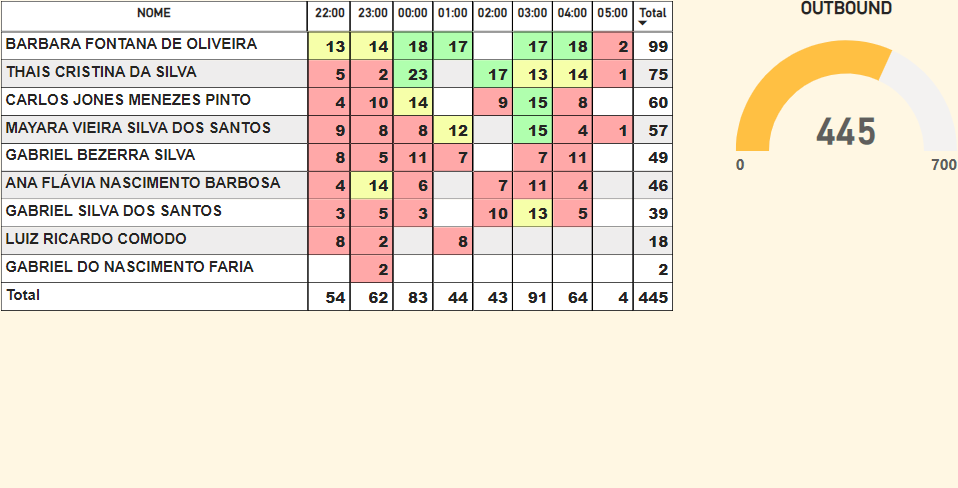 NOME 22:00 23:00 00:00 01:00 02:00 03:00 04:00 05:00 Total
BARBARA FONTANA DE OLIVEIRA 13 14 18 17 17 18 2 99
THAIS CRISTINA DA SILVA 5 2 23 17 13 14 1 75
CARLOS JONES MENEZES PINTO 4 10 14 9 15 8 60
MAYARA VIEIRA SILVA DOS SANTOS 9 8 8 12 15 4 1 57
GABRIEL BEZERRA SILVA 8 5 11 7 7 11 49
ANA FLÁVIA NASCIMENTO BARBOSA 4 14 6 7 11 4 46
GABRIEL SILVA DOS SANTOS 3 5 3 10 13 5 39
LUIZ RICARDO COMODO 8 2 8 18
GABRIEL DO NASCIMENTO FARIA 2 2
Total 54 62 83 44 43 91 64 4 445
OUTBOUND
445
0 700